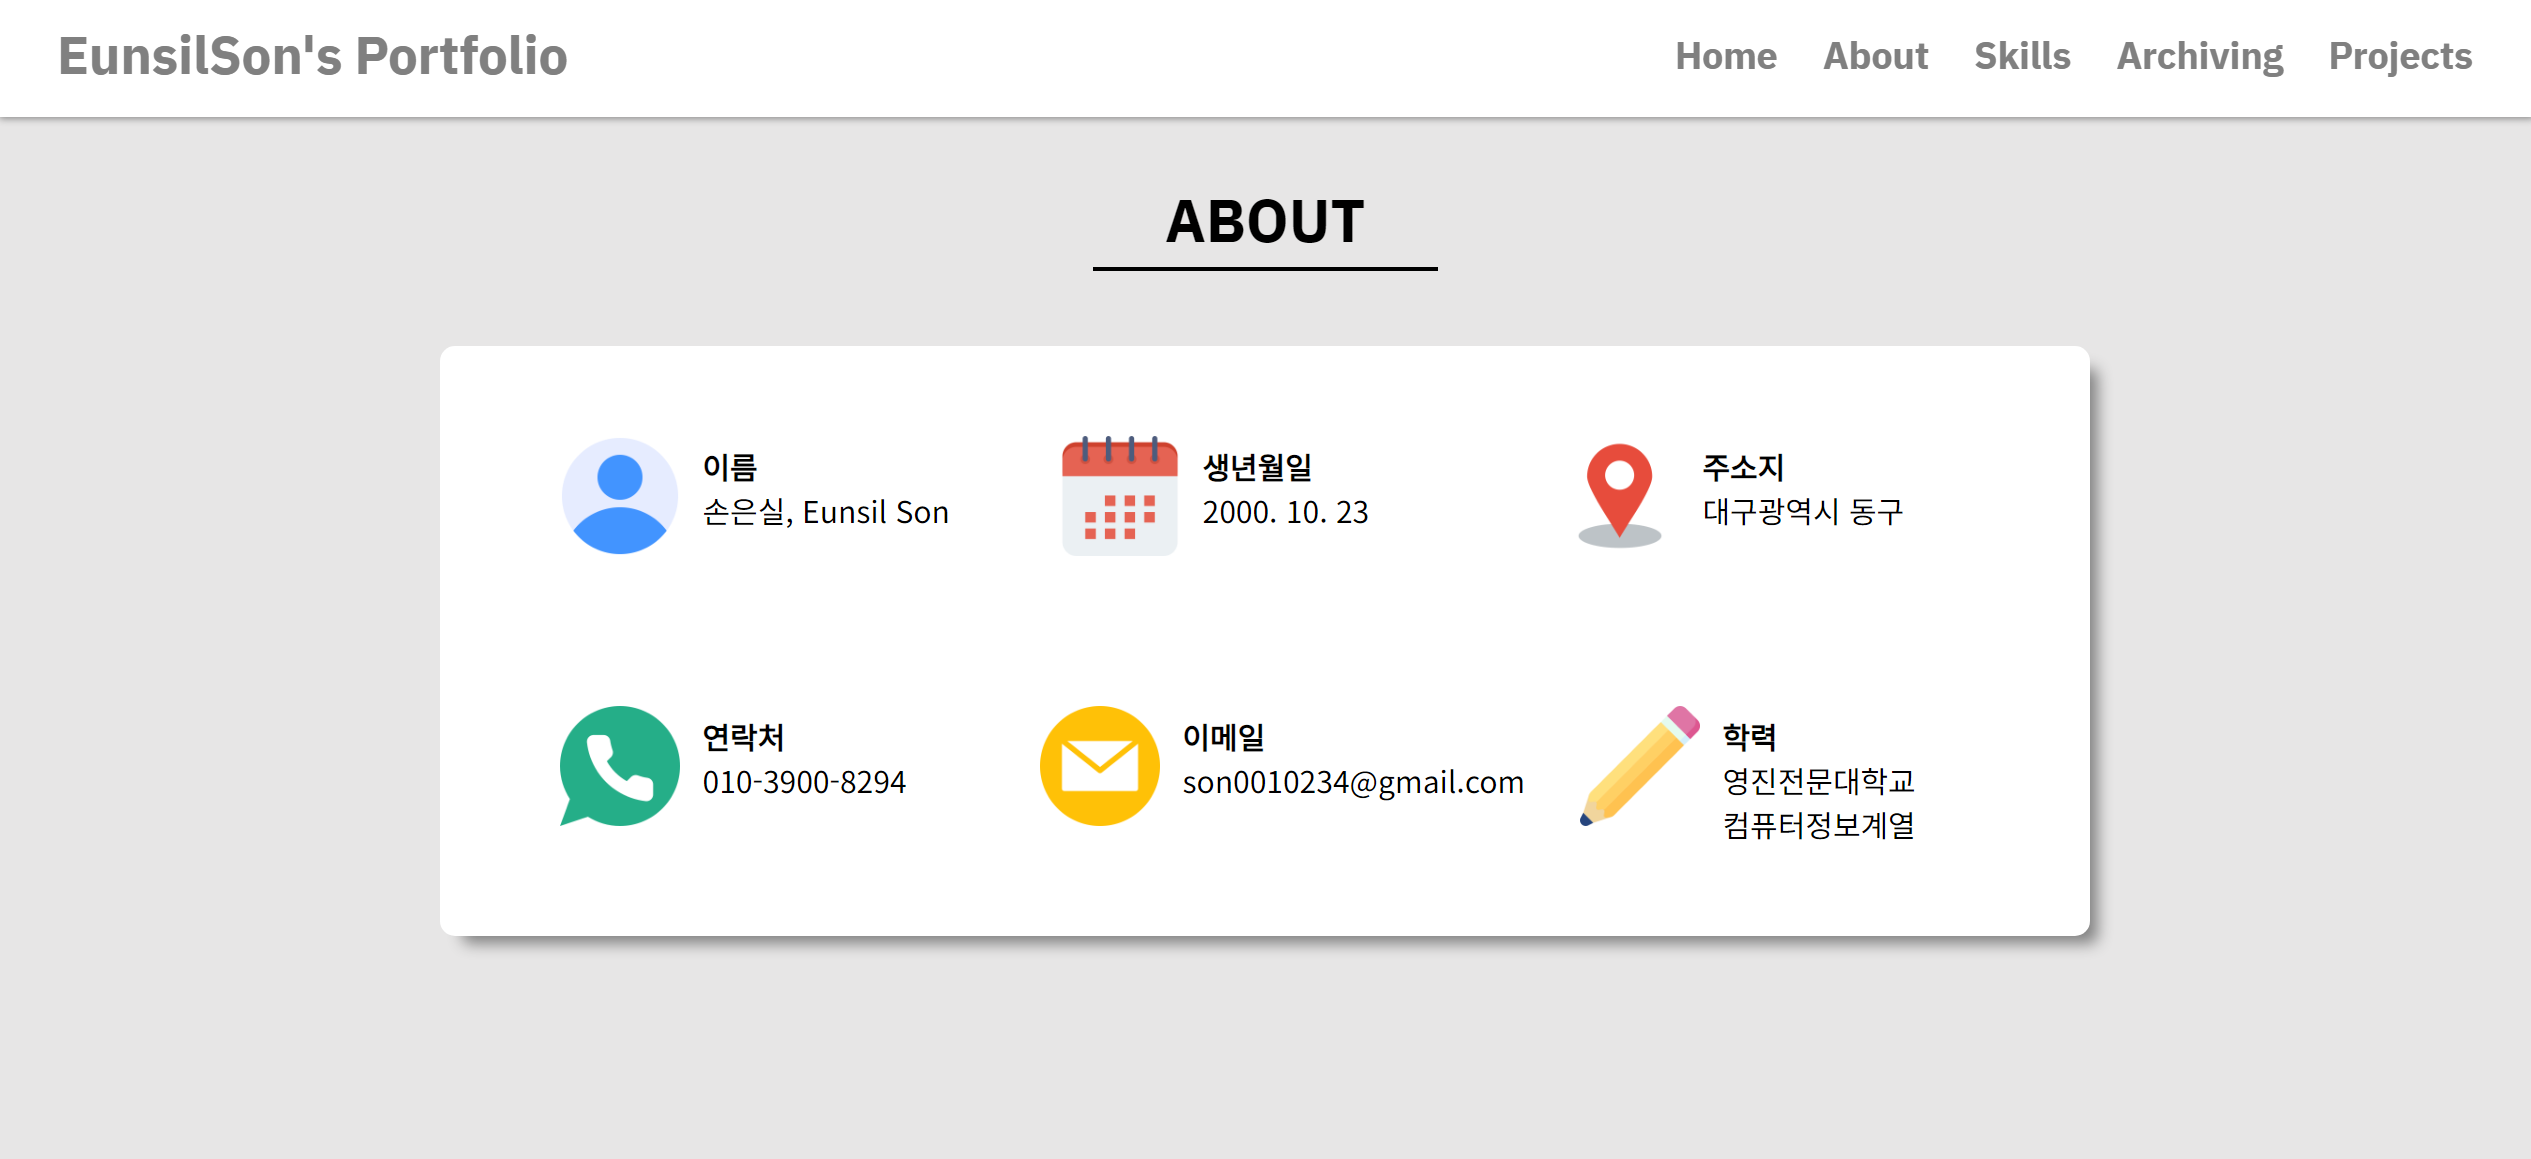 EunsilSon's Portfolio
Home About Skills Archiving Projects
ABOUT
이름
손은실, Eunsil Son
생년월일
2000. 10. 23
주소지
대구광역시 동구
연락처
010-3900-8294
이메일
son0010234@gmail.com
학력
영진전문대학교
컴퓨터정보계열